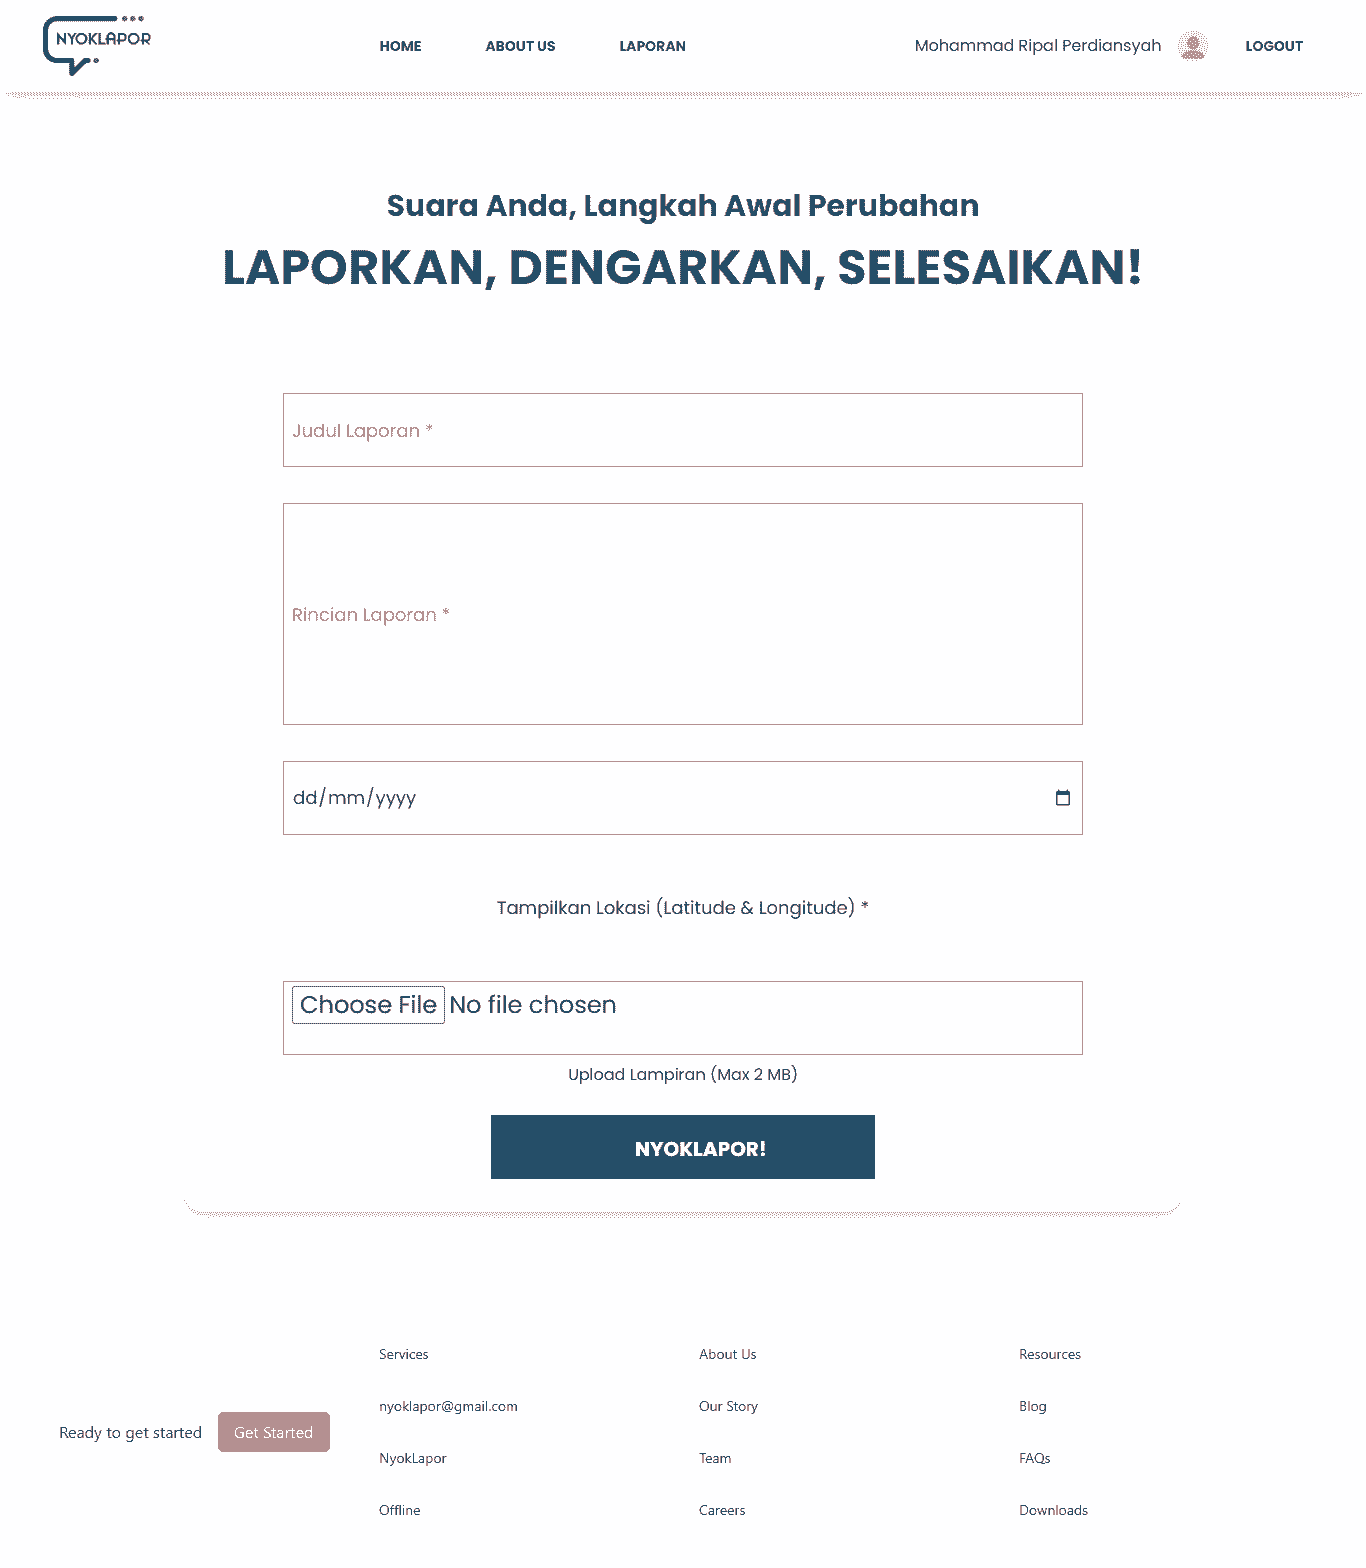 NYOKLAPOR
HOME
ABOUT US
LAPORAN
Mohammad Ripal Perdiansyah
LOGOUT
Suara Anda, Langkah Awal Perubahan
LAPORKAN, DENGARKAN, SELESAIKAN!
Judul Laporan *
Rincian Laporan *
dd/mm/yyyy
Tampilkan Lokasi (Latitude & Longitude) *
Choose File No file chosen
Upload Lampiran (Max 2 MB)
NYOKLAPOR!
Ready to get started
Get Started
Services
nyoklapor@gmail.com
NyokLapor
Offline
About Us
Our Story
Team
Careers
Resources
Blog
FAQs
Downloads